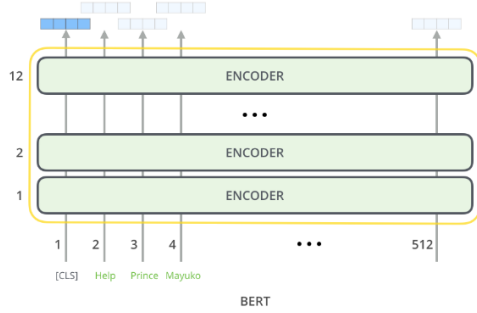 12 ENCODER
•••
2 ENCODER
1 ENCODER
1 2 3 4 ••• 512
[CLS] Help Prince Mayuko
BERT